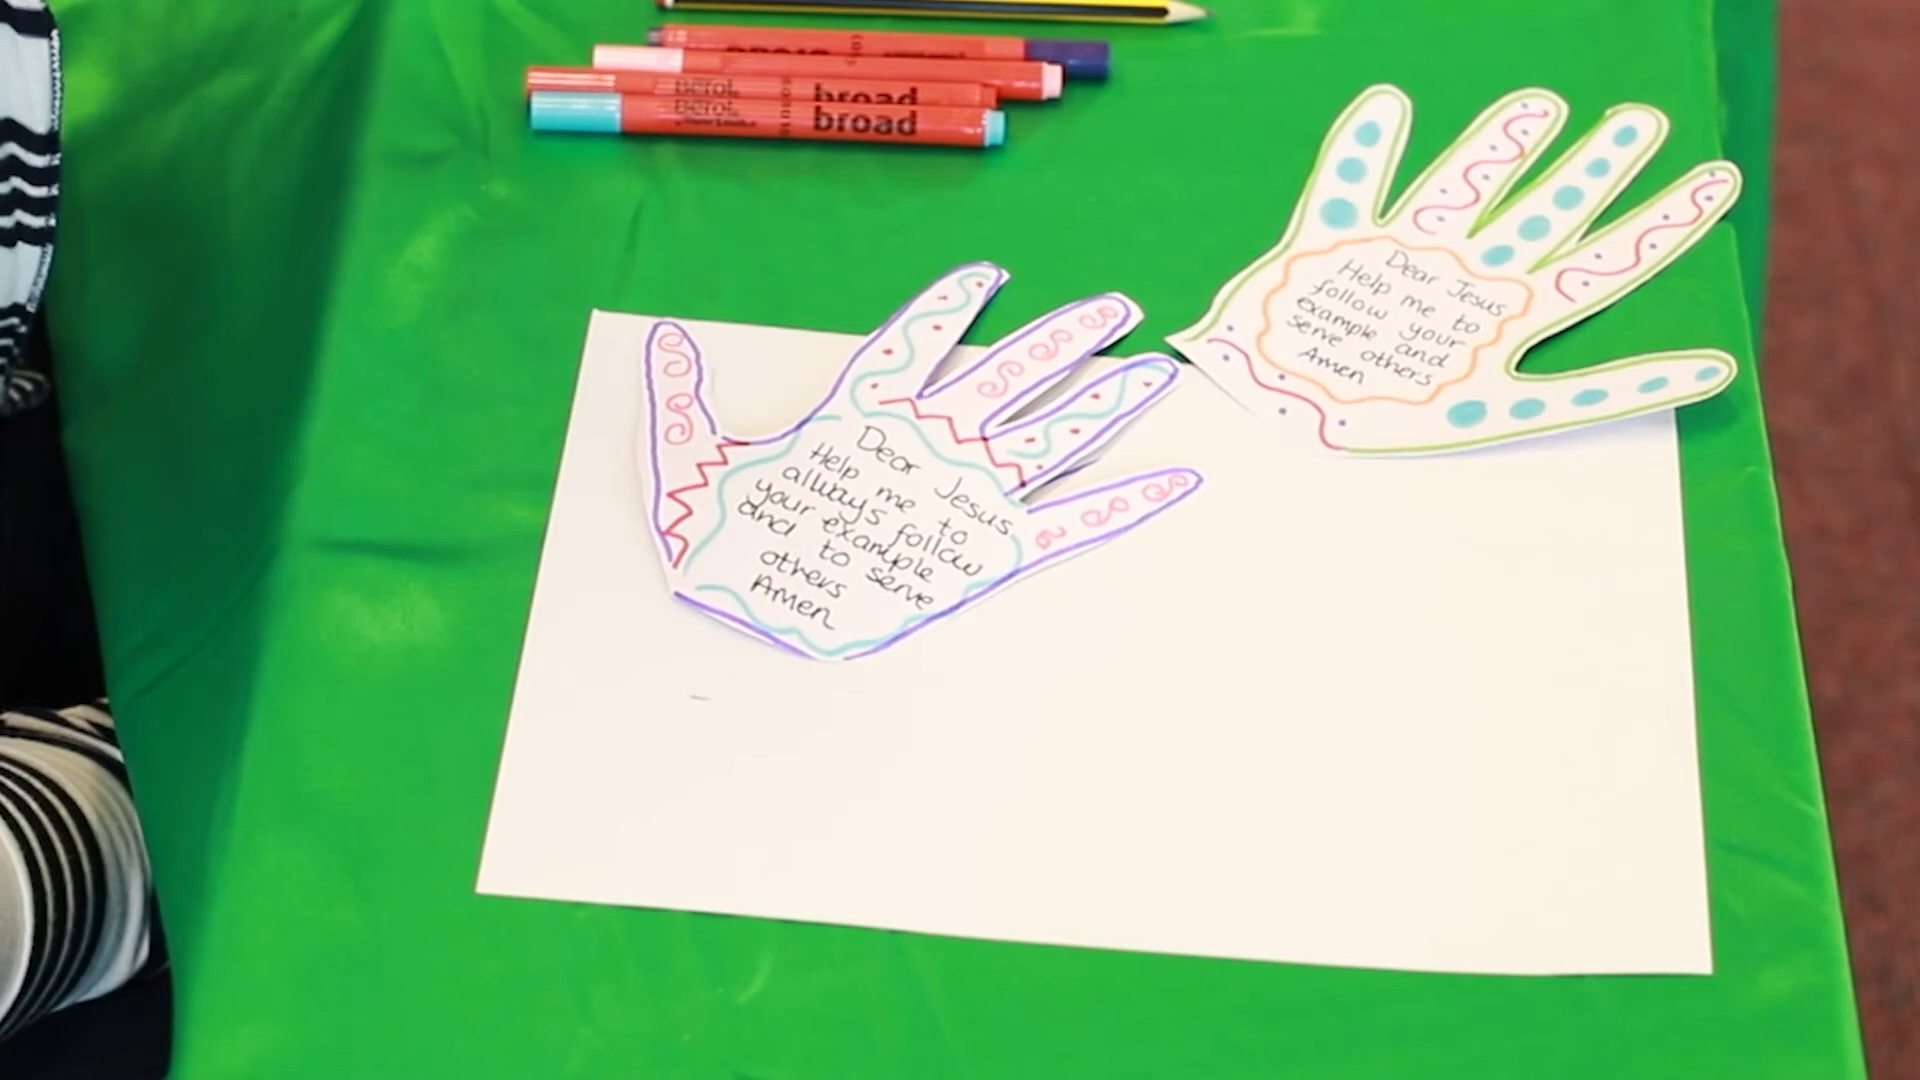 Berol
broad
Berol
broad
Dear Jesus
Help me to
follow your
example and
serve others
Amen
Dear Jesus
Help me to
always follow
your example
and to serve
others
Amen